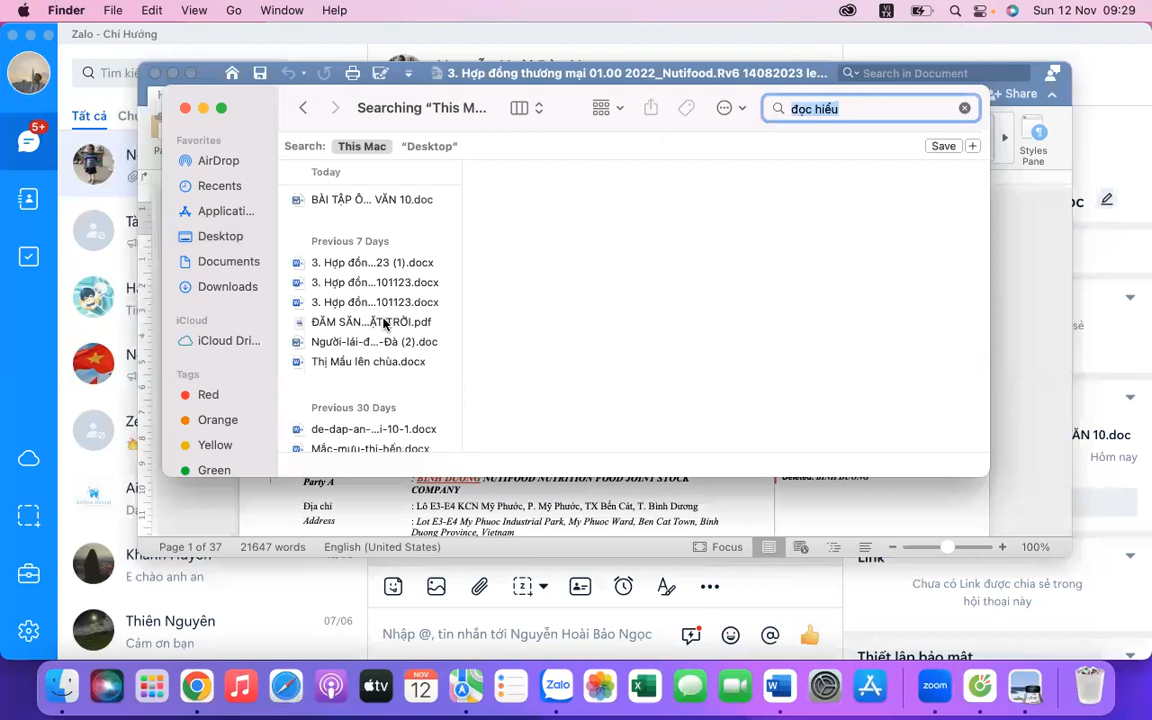 Finder File Edit View Go Window Help
Sun 12 Nov 09:29
Zalo - Chí Hướng
Tìm ki
3. Hợp đồng thương mại 01.00 2022_Nutifood.Rv6 14082023 le...
Search in Document
Share
Tất cả
5+
Searching “This M...
đọc hiểu
Favorites
AirDrop
Recents
Applicati...
Desktop
Documents
Downloads
iCloud
iCloud Dri...
Tags
Red
Orange
Yellow
Green
Search: This Mac “Desktop”
Save
Today
BÀI TẬP Ô... VĂN 10.doc
Previous 7 Days
3. Hợp đồn...23 (1).docx
3. Hợp đồn...101123.docx
3. Hợp đồn...101123.docx
ĐĂM SĂN...ẶT TRỜI.pdf
Người-lái-đ...-Đà (2).doc
Thị Mầu lên chùa.docx
Previous 30 Days
de-dap-an-...i-10-1.docx
Mắc-mưu-thị-hến.docx
Styles
Pane
ĂN 10.doc
Hôm nay
Party A : BINH DUONG NUTIFOOD NUTRITION FOOD JOINT STOCK
COMPANY
Địa chỉ : Lô E3-E4 KCN Mỹ Phước, P. Mỹ Phước, TX Bến Cát, T. Bình Dương
Address : Lot E3-E4 My Phuoc Industrial Park, My Phuoc Ward, Ben Cat Town, Binh
Duong Province, Vietnam
Page 1 of 37 21647 words English (United States)
Focus
100%
Link
Chưa có Link được chia sẻ trong
hội thoại này
Thiết lập bảo mật
E chào anh an
Thiên Nguyên 07/06
Cảm ơn bạn
Nhập @, tin nhắn tới Nguyễn Hoài Bảo Ngọc
NOV
12
tv
Zalo
zoom